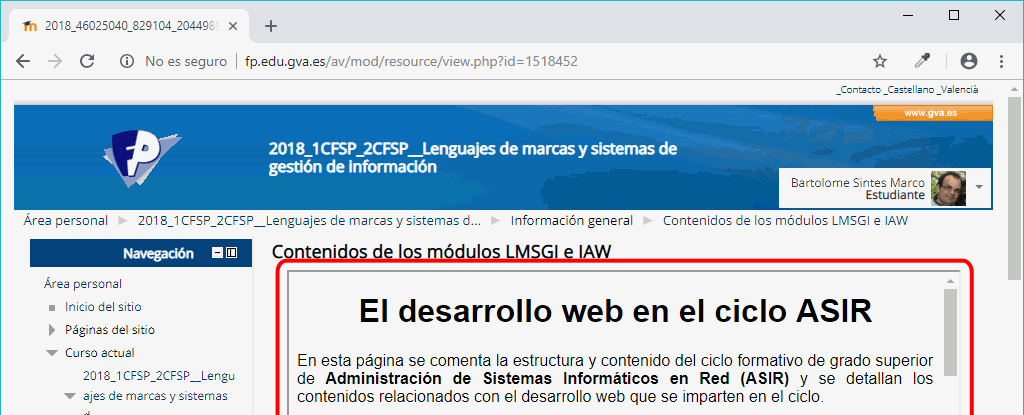 2018_46025040_829104_2044989
No es seguro | fp.edu.gva.es/av/mod/resource/view.php?id=1518452
_Contacto _Castellano _Valencià
www.gva.es
FP
2018_1CFSP_2CFSP__Lenguajes de marcas y sistemas de
gestión de información
Bartolome Sintes Marco
Estudiante
Área personal ► 2018_1CFSP_2CFSP__Lenguajes de marcas y sistemas d... ► Información general ► Contenidos de los módulos LMSGI e IAW
Navegación
Área personal
Inicio del sitio
Páginas del sitio
Curso actual
2018_1CFSP_2CFSP__Lengu
ajes de marcas y sistemas
Contenidos de los módulos LMSGI e IAW
El desarrollo web en el ciclo ASIR
En esta página se comenta la estructura y contenido del ciclo formativo de grado superior
de Administración de Sistemas Informáticos en Red (ASIR) y se detallan los
contenidos relacionados con el desarrollo web que se imparten en el ciclo.